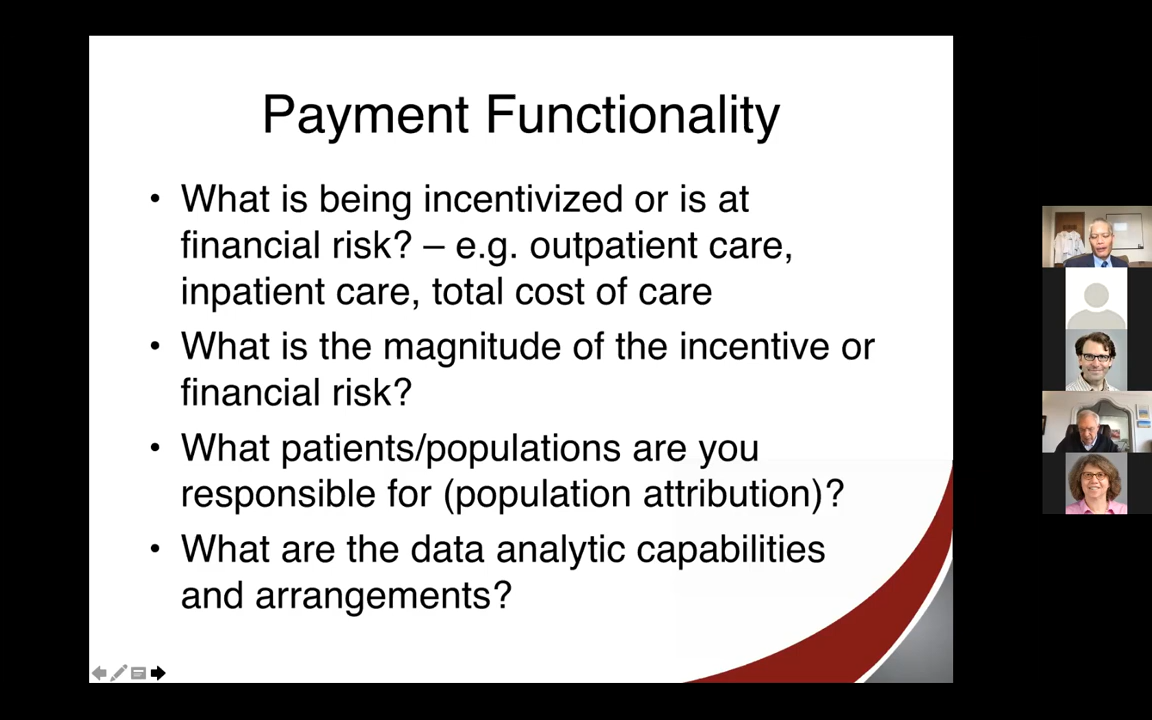 Payment Functionality
• What is being incentivized or is at
financial risk? – e.g. outpatient care,
inpatient care, total cost of care
• What is the magnitude of the incentive or
financial risk?
• What patients/populations are you
responsible for (population attribution)?
• What are the data analytic capabilities
and arrangements?